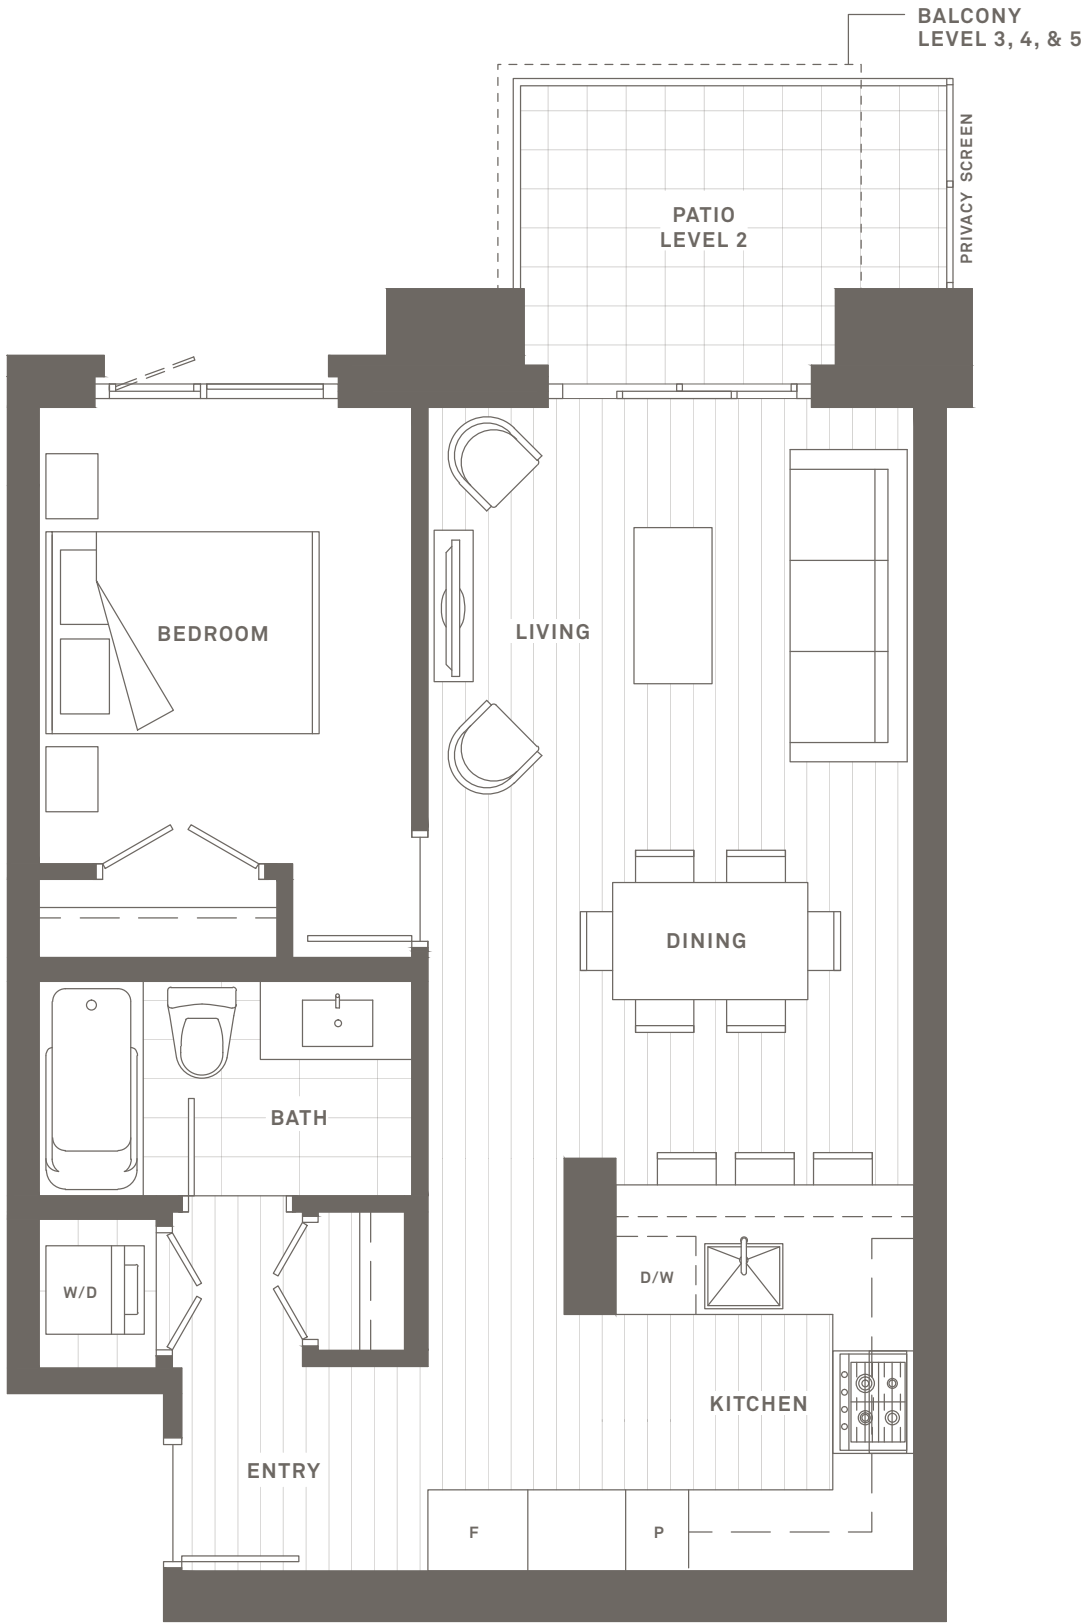 BALCONY
LEVEL 3, 4, & 5
PRIVACY SCREEN
PATIO
LEVEL 2
BEDROOM
LIVING
DINING
BATH
W/D
D/W
KITCHEN
ENTRY
F
P